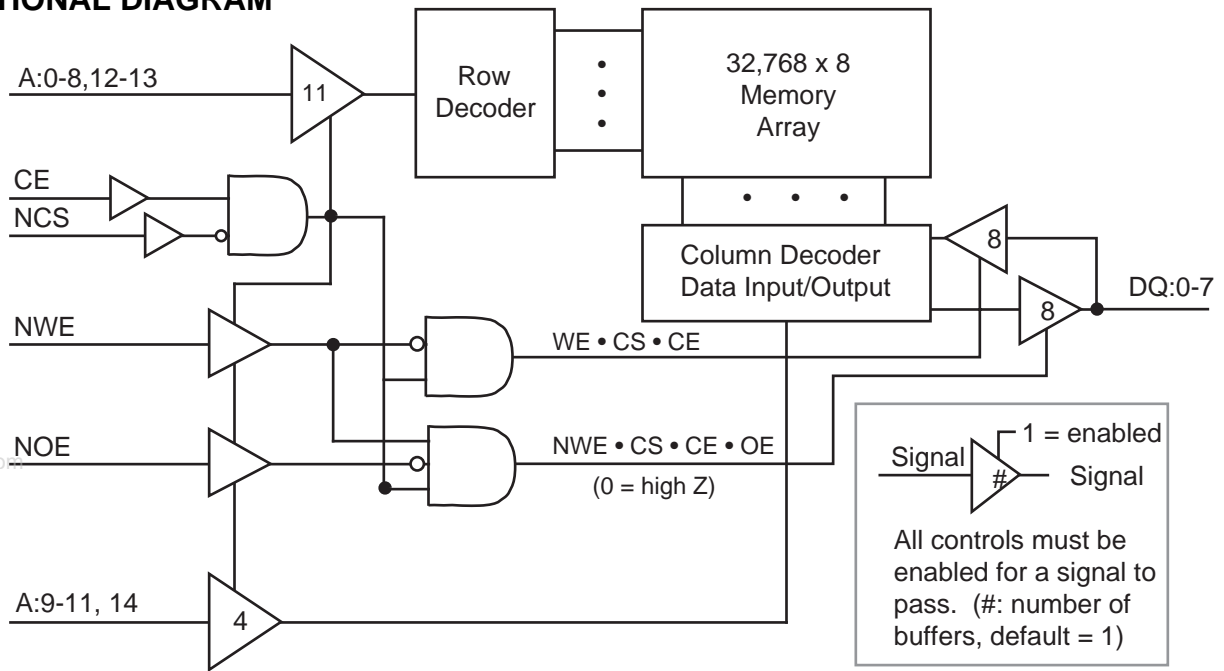 TIONAL DIAGRAM
A:0-8,12-13
11
Row
Decoder
32,768 x 8
Memory
Array
CE
NCS
Column Decoder
Data Input/Output
8
8
DQ:0-7
NWE
WE • CS • CE
NOE
NWE • CS • CE • OE
(0 = high Z)
A:9-11, 14
4
1 = enabled
Signal
#
Signal
All controls must be
enabled for a signal to
pass. (#: number of
buffers, default = 1)
om